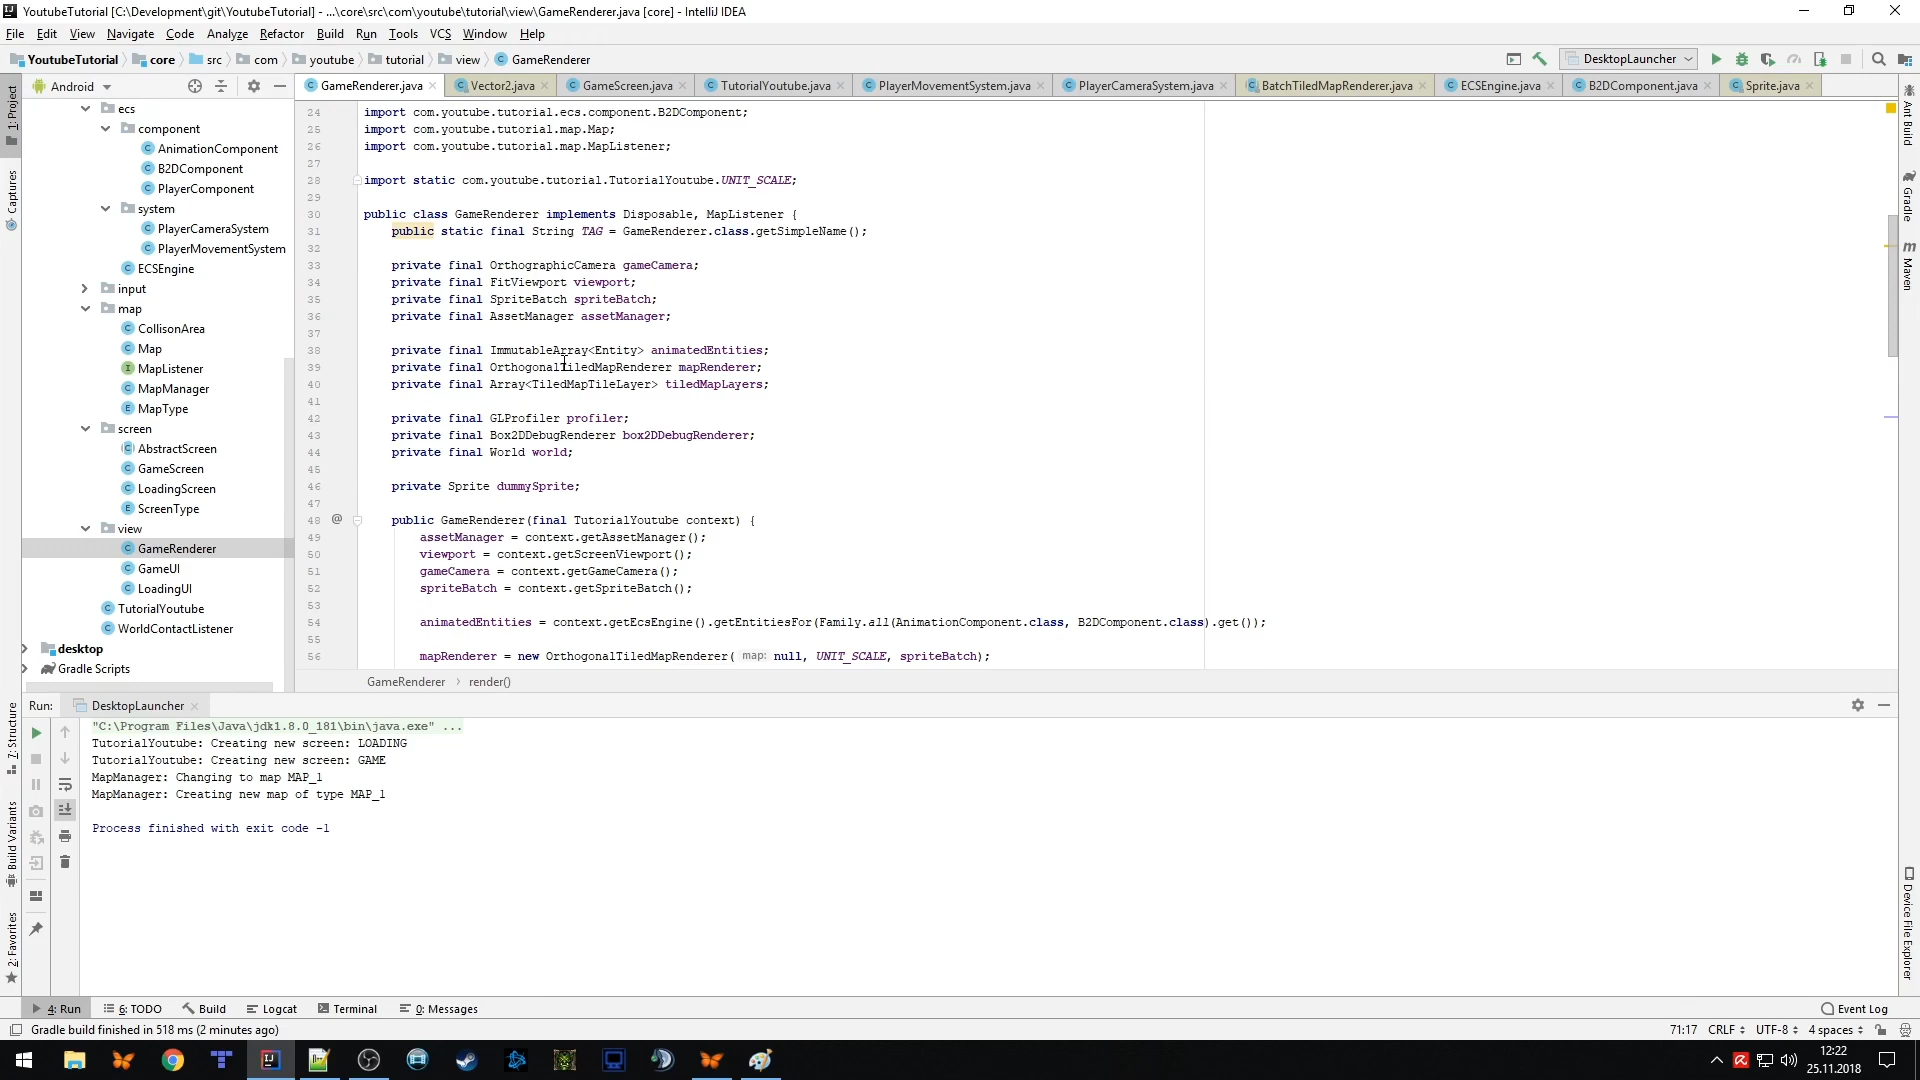 YoutubeTutorial [C:\Development\git\YoutubeTutorial] - ...\core\src\com\youtube\tutorial\view\GameRenderer.java [core] - IntelliJ IDEA
File Edit View Navigate Code Analyze Refactor Build Run Tools VCS Window Help
YoutubeTutorial core src com youtube tutorial view GameRenderer DesktopLauncher
Android GameRenderer.java Vector2.java GameScreen.java TutorialYoutube.java PlayerMovementSystem.java PlayerCameraSystem.java BatchTiledMapRenderer.java ECSEngine.java B2DComponent.java Sprite.java
1: Project
Captures
7: Structure
Build Variants
2: Favorites
ecs
component
AnimationComponent
B2DComponent
PlayerComponent
system
PlayerCameraSystem
PlayerMovementSystem
ECSEngine
input
map
CollisonArea
Map
MapListener
MapManager
MapType
screen
AbstractScreen
GameScreen
LoadingScreen
ScreenType
view
GameRenderer
GameUI
LoadingUI
TutorialYoutube
WorldContactListener
desktop
Gradle Scripts
24 import com.youtube.tutorial.ecs.component.B2DComponent;
25 import com.youtube.tutorial.map.Map;
26 import com.youtube.tutorial.map.MapListener;
27
28 import static com.youtube.tutorial.TutorialYoutube.UNIT_SCALE;
29
30 public class GameRenderer implements Disposable, MapListener {
31 public static final String TAG = GameRenderer.class.getSimpleName();
32
33 private final OrthographicCamera gameCamera;
34 private final FitViewport viewport;
35 private final SpriteBatch spriteBatch;
36 private final AssetManager assetManager;
37
38 private final ImmutableArray<Entity> animatedEntities;
39 private final OrthogonalTiledMapRenderer mapRenderer;
40 private final Array<TiledMapTileLayer> tiledMapLayers;
41
42 private final GLProfiler profiler;
43 private final Box2DDebugRenderer box2DDebugRenderer;
44 private final World world;
45
46 private Sprite dummySprite;
47
48 @ public GameRenderer(final TutorialYoutube context) {
49 assetManager = context.getAssetManager();
50 viewport = context.getScreenViewport();
51 gameCamera = context.getGameCamera();
52 spriteBatch = context.getSpriteBatch();
53
54 animatedEntities = context.getEcsEngine().getEntitiesFor(Family.all(AnimationComponent.class, B2DComponent.class).get());
55
56 mapRenderer = new OrthogonalTiledMapRenderer( map: null, UNIT_SCALE, spriteBatch);
GameRenderer render()
Ant Build
Gradle
Maven
Device File Explorer
Run: DesktopLauncher
"C:\Program Files\Java\jdk1.8.0_181\bin\java.exe" ...
TutorialYoutube: Creating new screen: LOADING
TutorialYoutube: Creating new screen: GAME
MapManager: Changing to map MAP_1
MapManager: Creating new map of type MAP_1
Process finished with exit code -1
4: Run 6: TODO Build Logcat Terminal 0: Messages Event Log
Gradle build finished in 518 ms (2 minutes ago) 71:17 CRLF UTF-8 4 spaces
12:22
25.11.2018